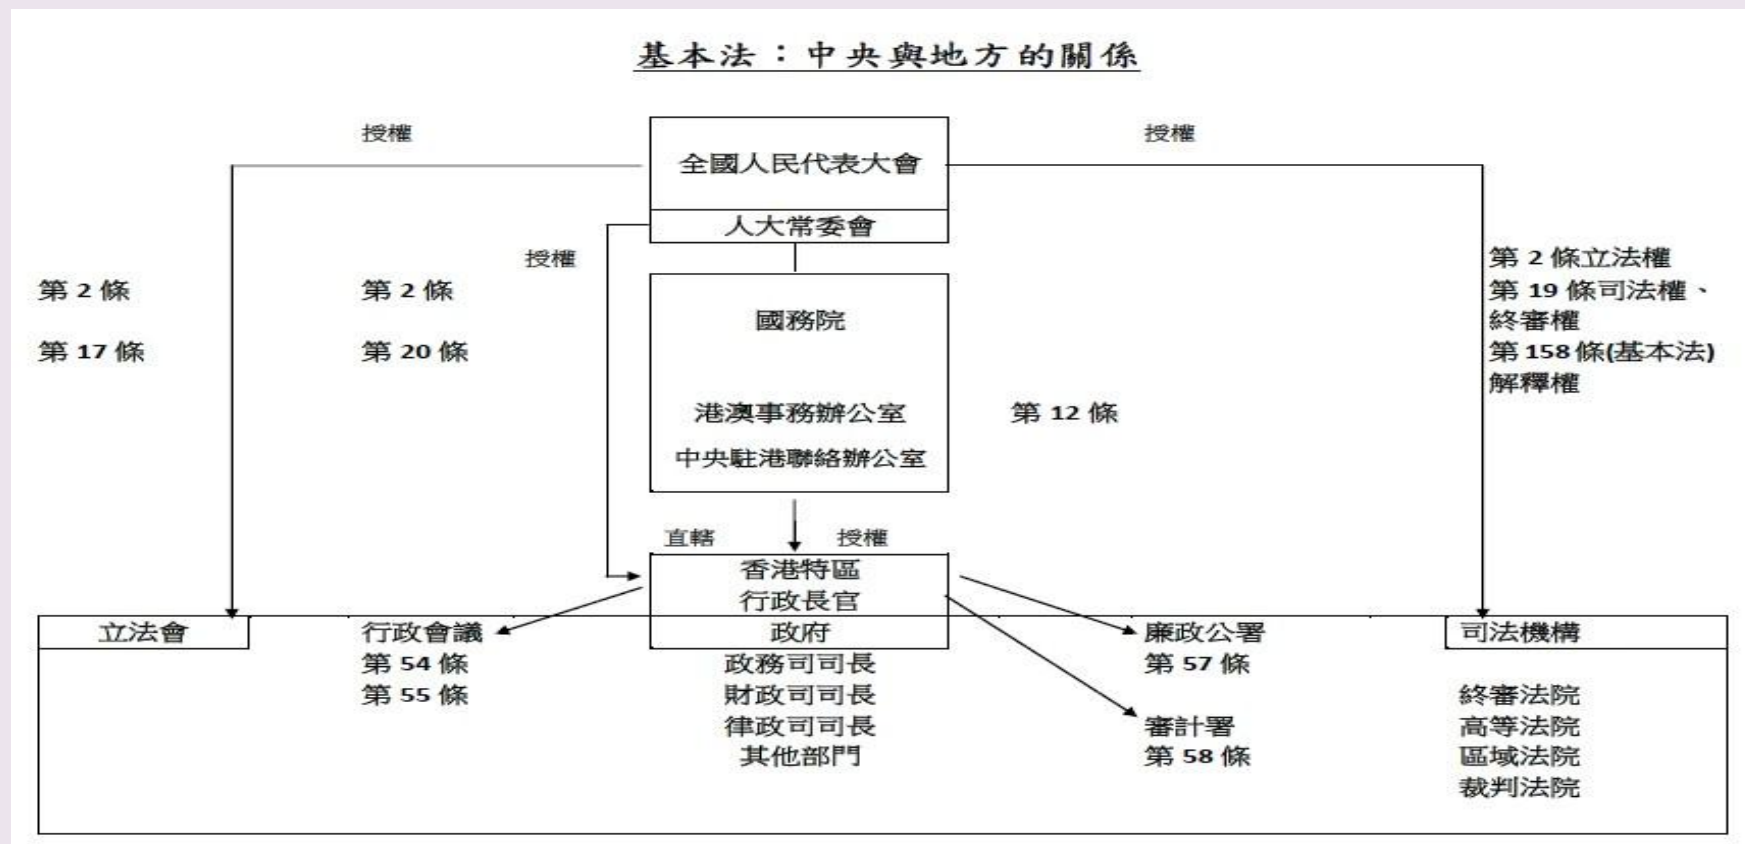 基本法：中央與地方的關係
授權
授權
全國人民代表大會
人大常委會
授權
第 2 條
第 17 條
第 2 條
第 20 條
國務院
港澳事務辦公室
中央駐港聯絡辦公室
第 12 條
第 2 條立法權
第 19 條司法權、
終審權
第 158 條(基本法)
解釋權
直轄
授權
香港特區
行政長官
政府
政務司司長
財政司司長
律政司司長
其他部門
立法會
行政會議
第 54 條
第 55 條
廉政公署
第 57 條
審計署
第 58 條
司法機構
終審法院
高等法院
區域法院
裁判法院